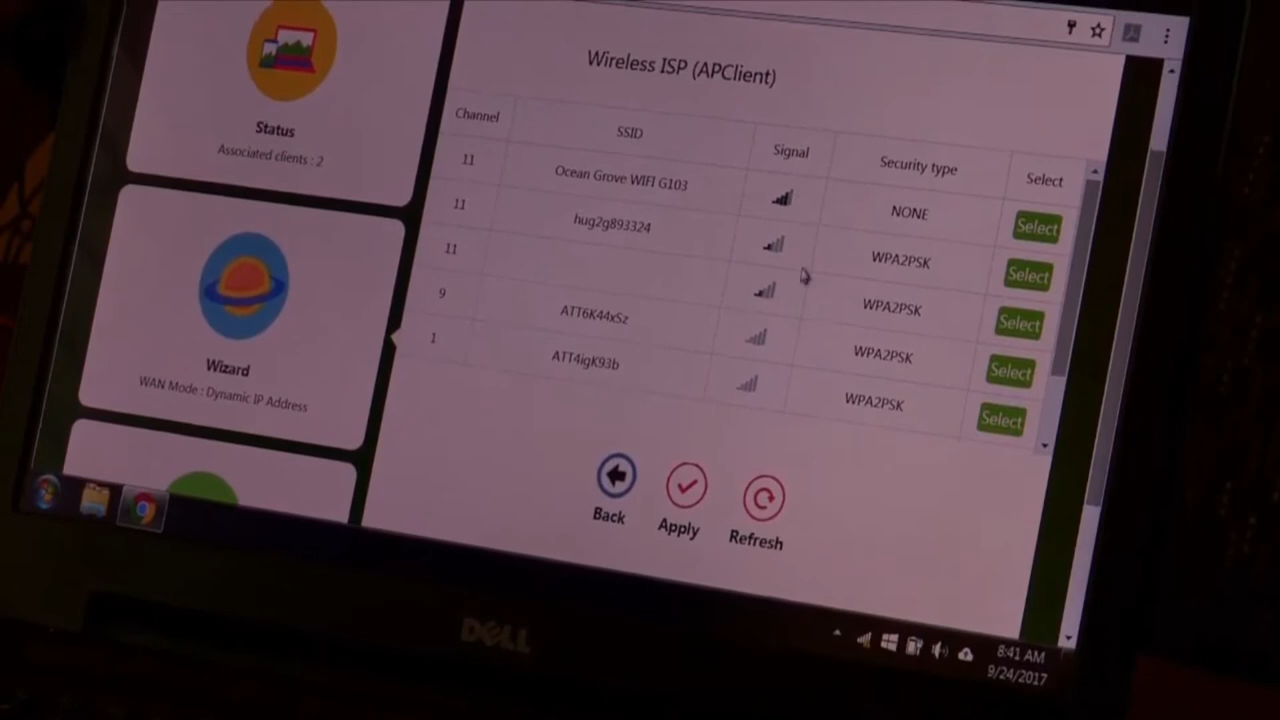 Status
Associated clients : 2
Wizard
WAN Mode : Dynamic IP Address
Wireless ISP (APClient)
Channel SSID Signal Security type Select
11 Ocean Grove WIFI G103 NONE Select
11 hug2g893324 WPA2PSK Select
11 WPA2PSK Select
9 ATT6K44xSz WPA2PSK Select
1 ATT4igK93b WPA2PSK Select
Back Apply Refresh
DELL
8:41 AM
9/24/2017